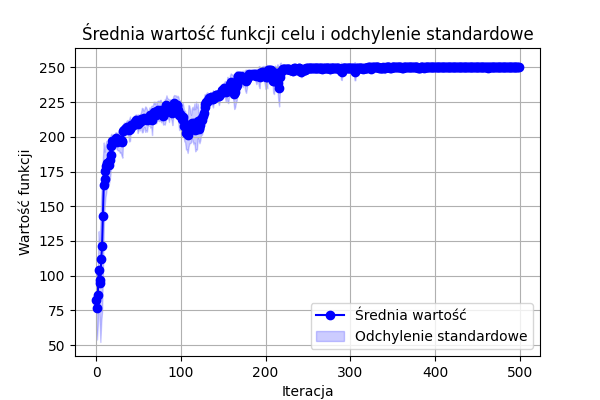 Średnia wartość funkcji celu i odchylenie standardowe
Wartość funkcji
250
225
200
175
150
125
100
75
50
0 100 200 300 400 500
Iteracja
Średnia wartość
Odchylenie standardowe